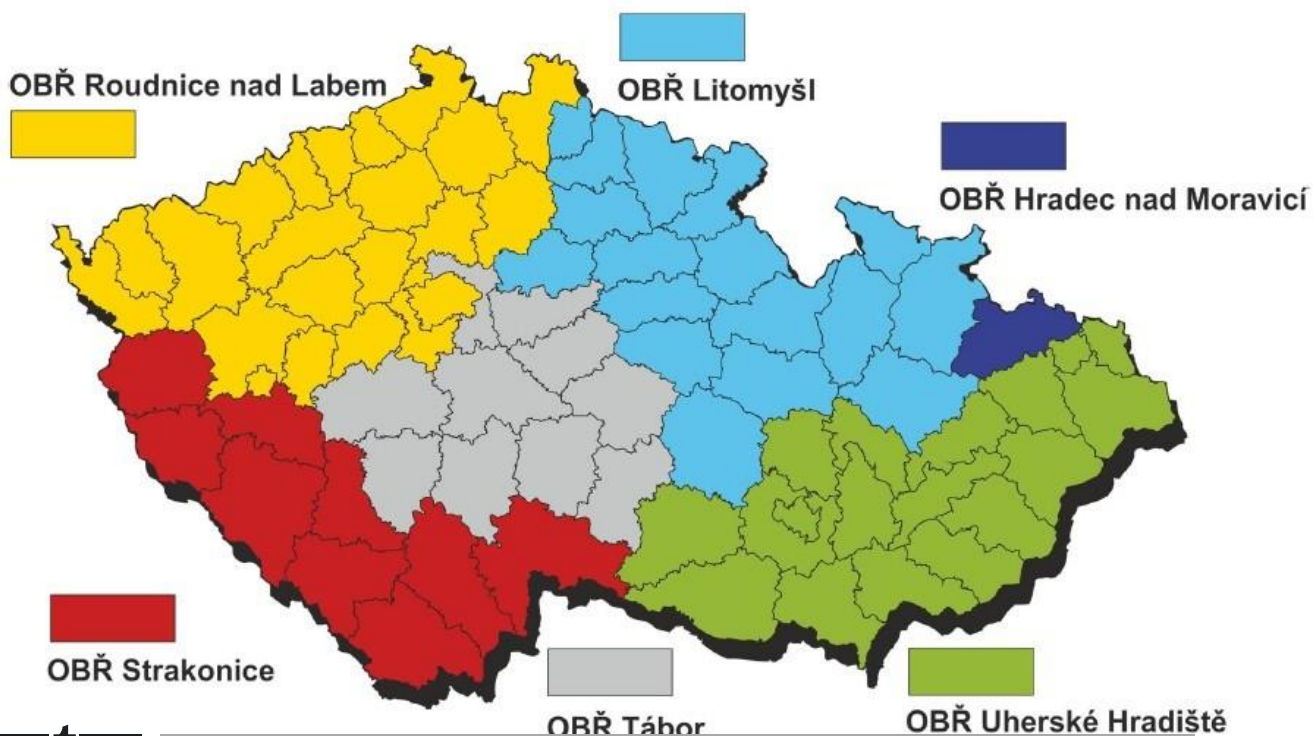 OBŘ Litomyšl
OBŘ Roudnice nad Labem
OBŘ Hradec nad Moravicí
OBŘ Strakonice
OBŘ Tábor
OBŘ Uherské Hradiště